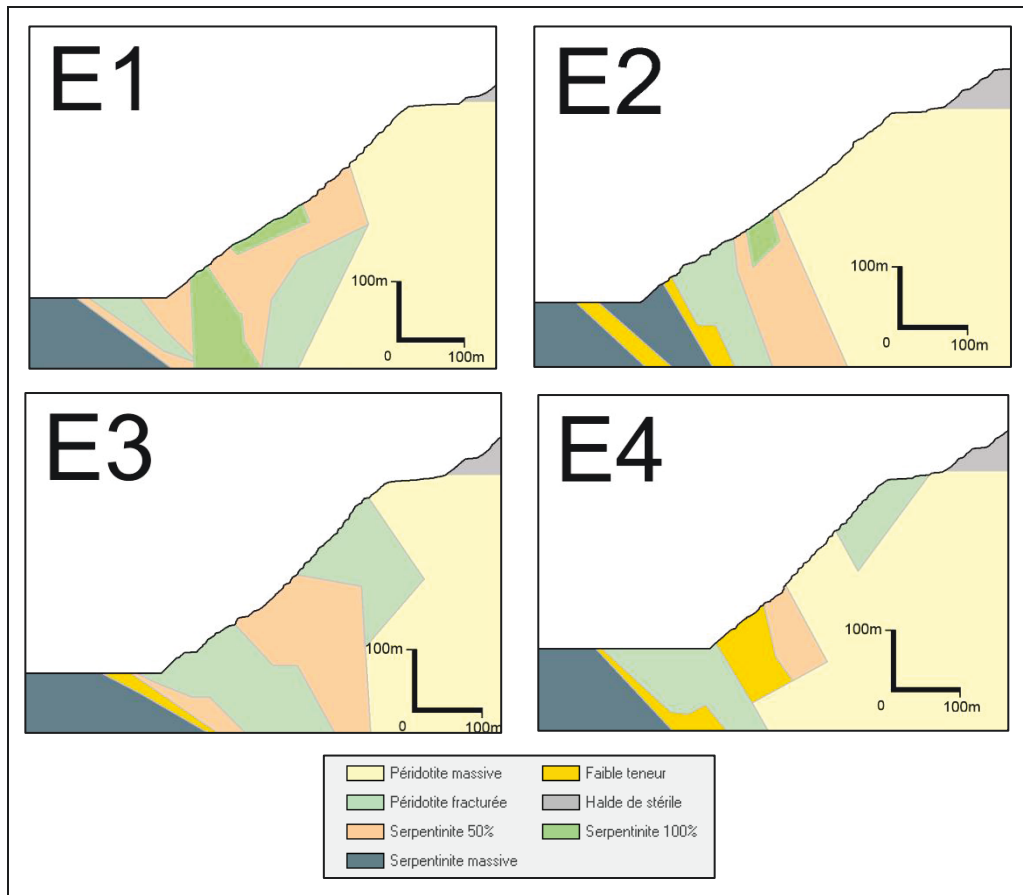 E1
100m
0
100m
E2
100m
0
100m
E3
100m
0
100m
E4
100m
0
100m
Péridotite massive
Faible teneur
Péridotite fracturée
Halde de stérile
Serpentinite 50%
Serpentinite 100%
Serpentinite massive